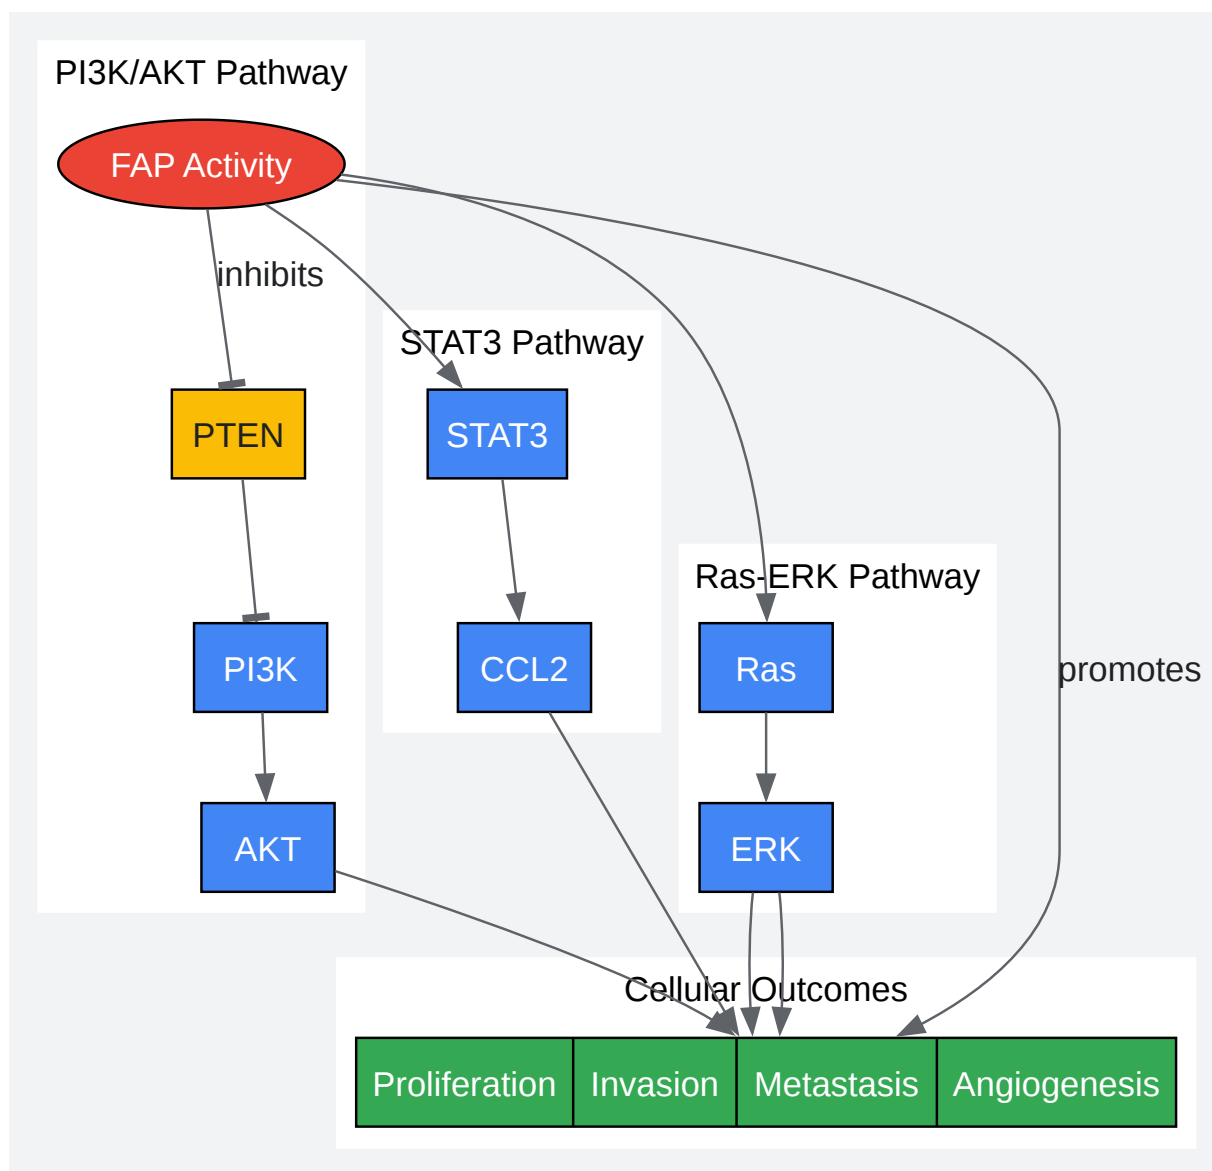 PI3K/AKT Pathway
FAP Activity
inhibits
STAT3 Pathway
PTEN
STAT3
Ras-ERK Pathway
PI3K
CCL2
Ras
promotes
AKT
ERK
Cellular Outcomes
Proliferation
Invasion
Metastasis
Angiogenesis